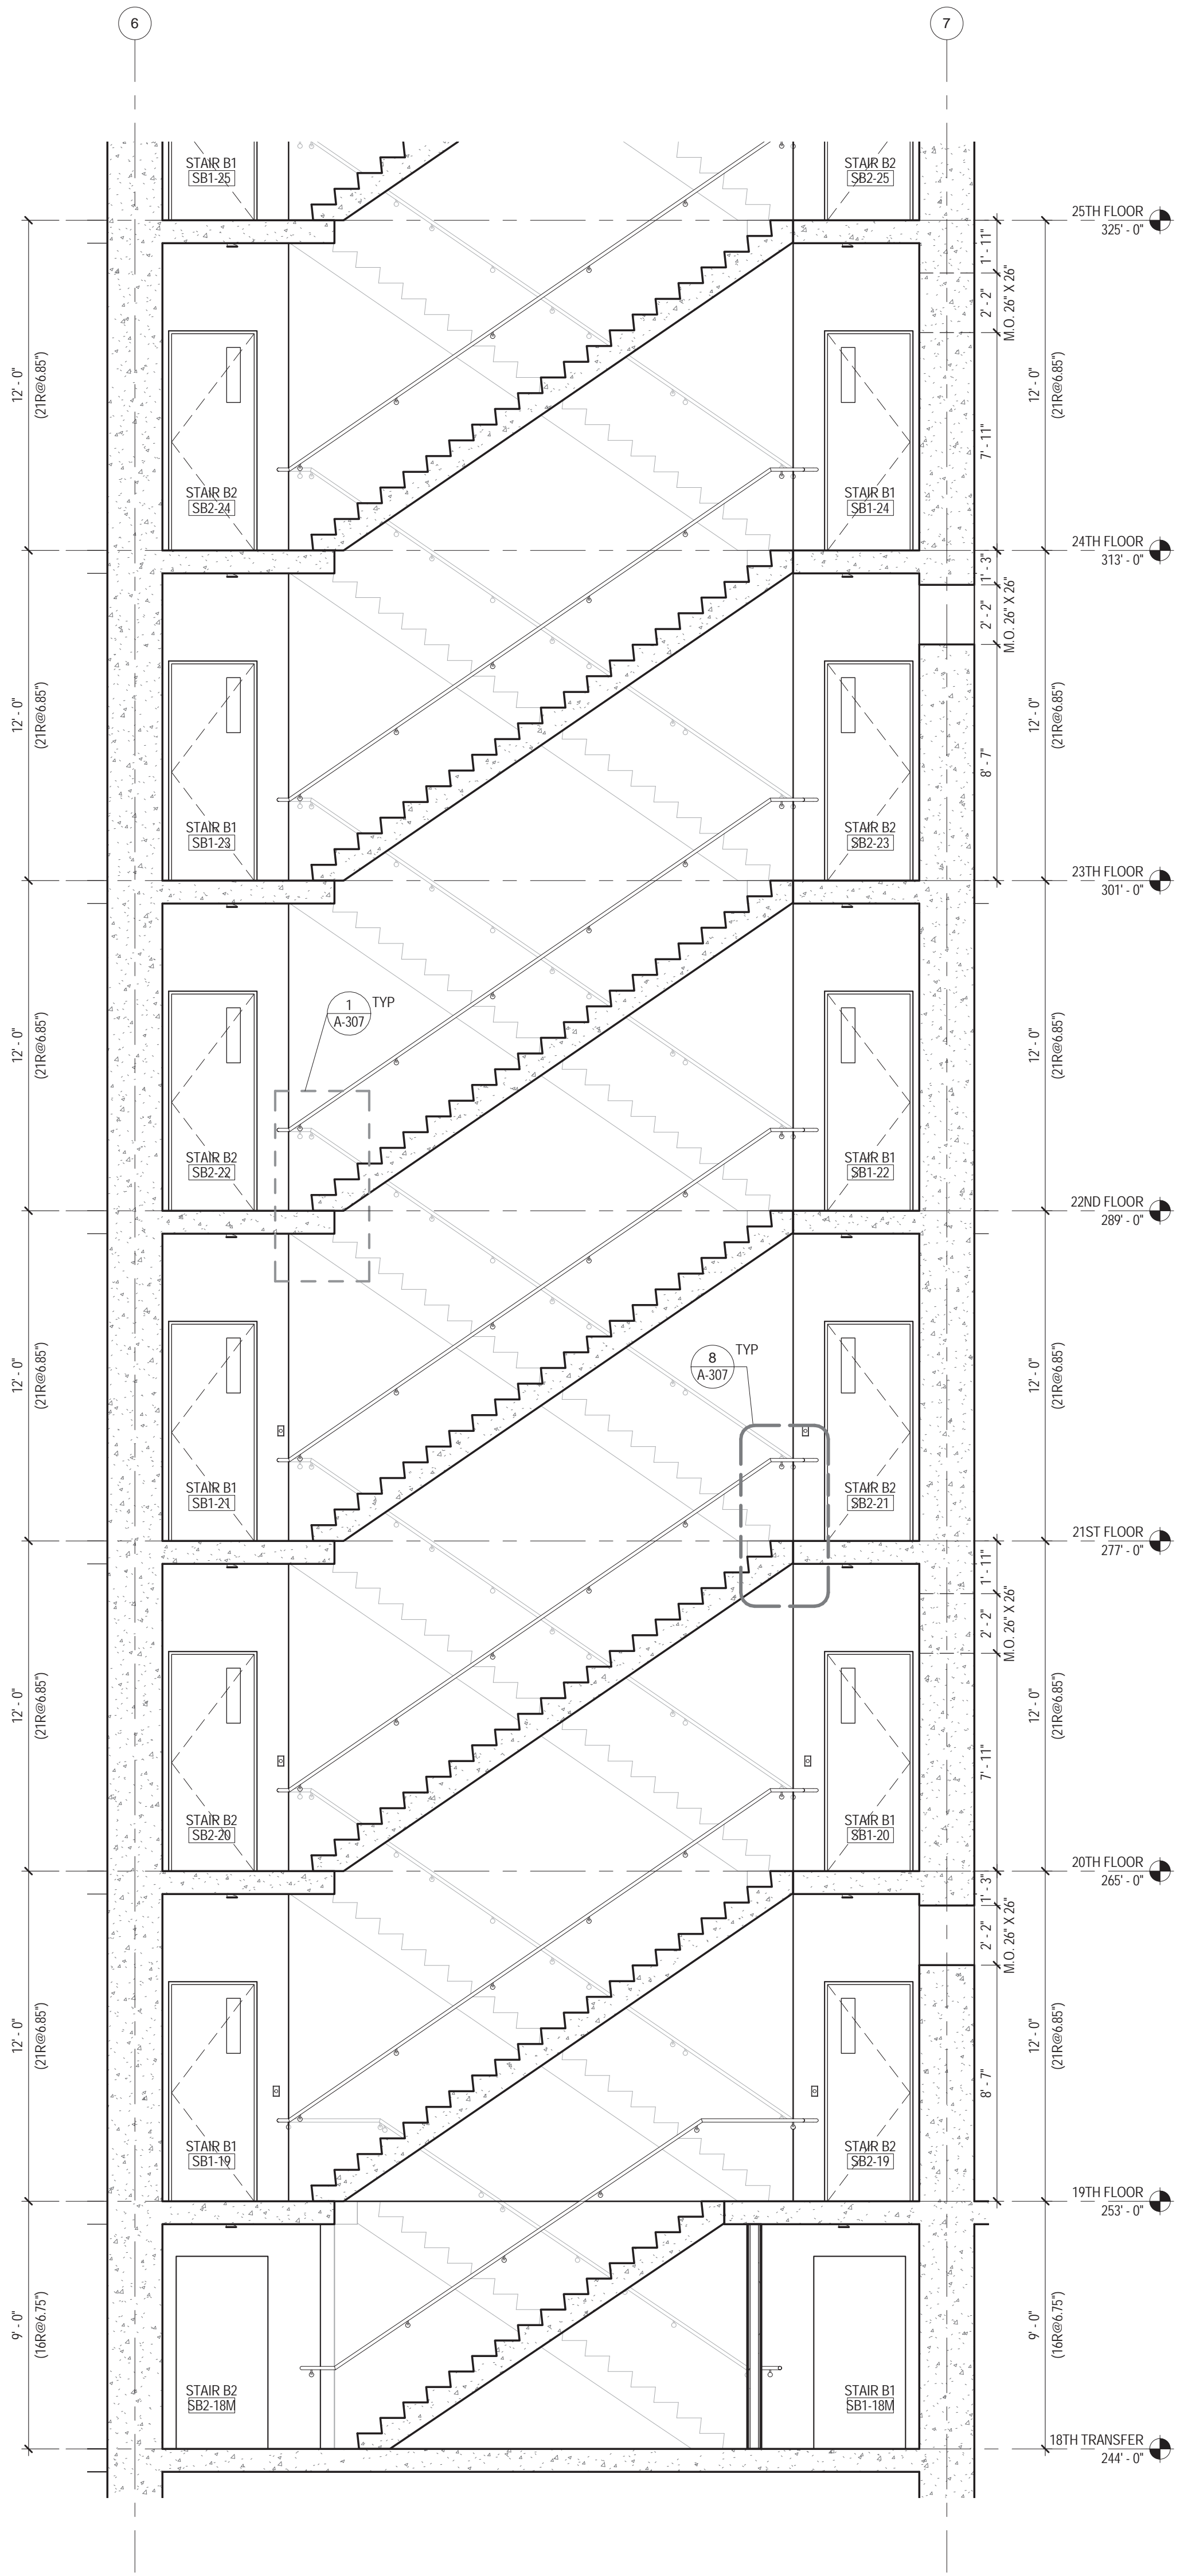 6
7
STAIR B1
SB1-25
STAIR B2
SB2-25
25TH FLOOR
325' - 0"
1' - 11"
2' - 2"
M.O. 26" X 26"
7' - 11"
12' - 0"
(21R@6.85")
12' - 0"
(21R@6.85")
STAIR B2
SB2-24
STAIR B1
SB1-24
24TH FLOOR
313' - 0"
1' - 3"
2' - 2"
M.O. 26" X 26"
8' - 7"
12' - 0"
(21R@6.85")
12' - 0"
(21R@6.85")
STAIR B1
SB1-23
STAIR B2
SB2-23
23TH FLOOR
301' - 0"
1
A-307
TYP
12' - 0"
(21R@6.85")
12' - 0"
(21R@6.85")
STAIR B2
SB2-22
STAIR B1
SB1-22
22ND FLOOR
289' - 0"
8
A-307
TYP
12' - 0"
(21R@6.85")
12' - 0"
(21R@6.85")
STAIR B1
SB1-21
STAIR B2
SB2-21
21ST FLOOR
277' - 0"
1' - 11"
2' - 2"
M.O. 26" X 26"
7' - 11"
12' - 0"
(21R@6.85")
12' - 0"
(21R@6.85")
STAIR B2
SB2-20
STAIR B1
SB1-20
20TH FLOOR
265' - 0"
1' - 3"
2' - 2"
M.O. 26" X 26"
8' - 7"
12' - 0"
(21R@6.85")
12' - 0"
(21R@6.85")
STAIR B1
SB1-19
STAIR B2
SB2-19
19TH FLOOR
253' - 0"
9' - 0"
(16R@6.75")
9' - 0"
(16R@6.75")
STAIR B2
SB2-18M
STAIR B1
SB1-18M
18TH TRANSFER
244' - 0"